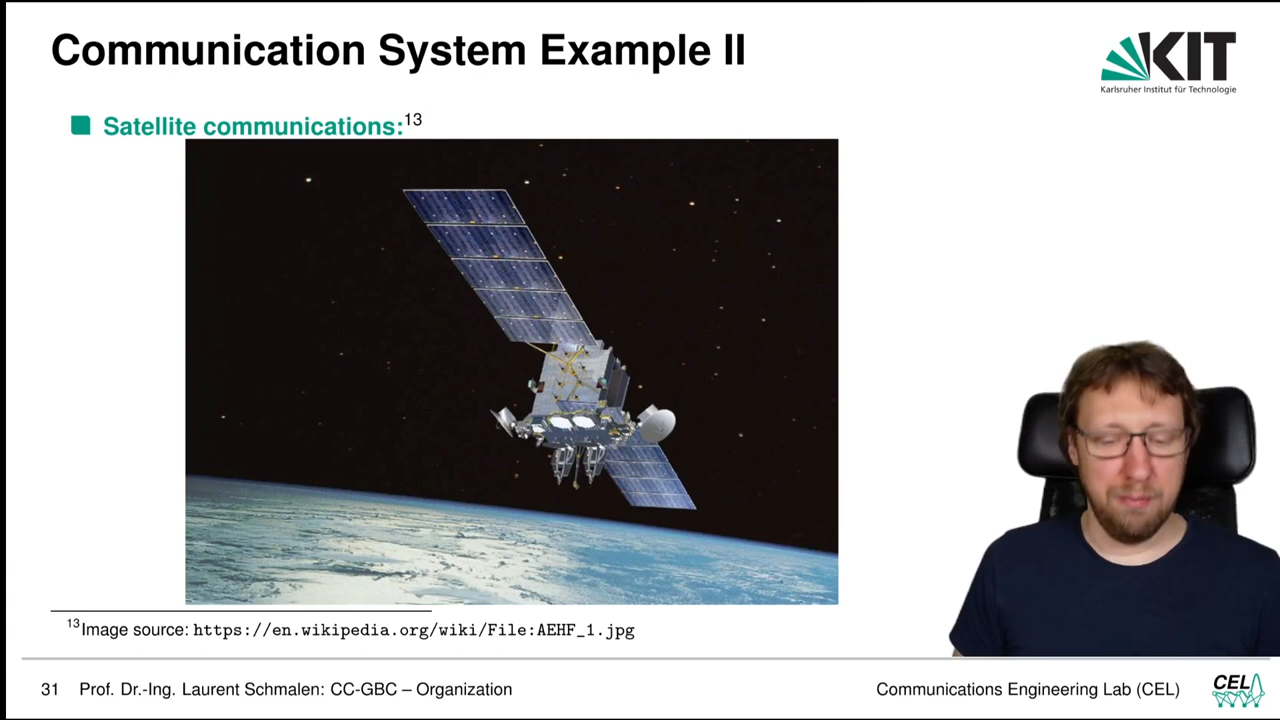 Communication System Example II
KIT
Karlsruher Institut für Technologie
Satellite communications:13
13Image source: https://en.wikipedia.org/wiki/File:AEHF_1.jpg
31 Prof. Dr.-Ing. Laurent Schmalen: CC-GBC – Organization
Communications Engineering Lab (CEL)
CEL